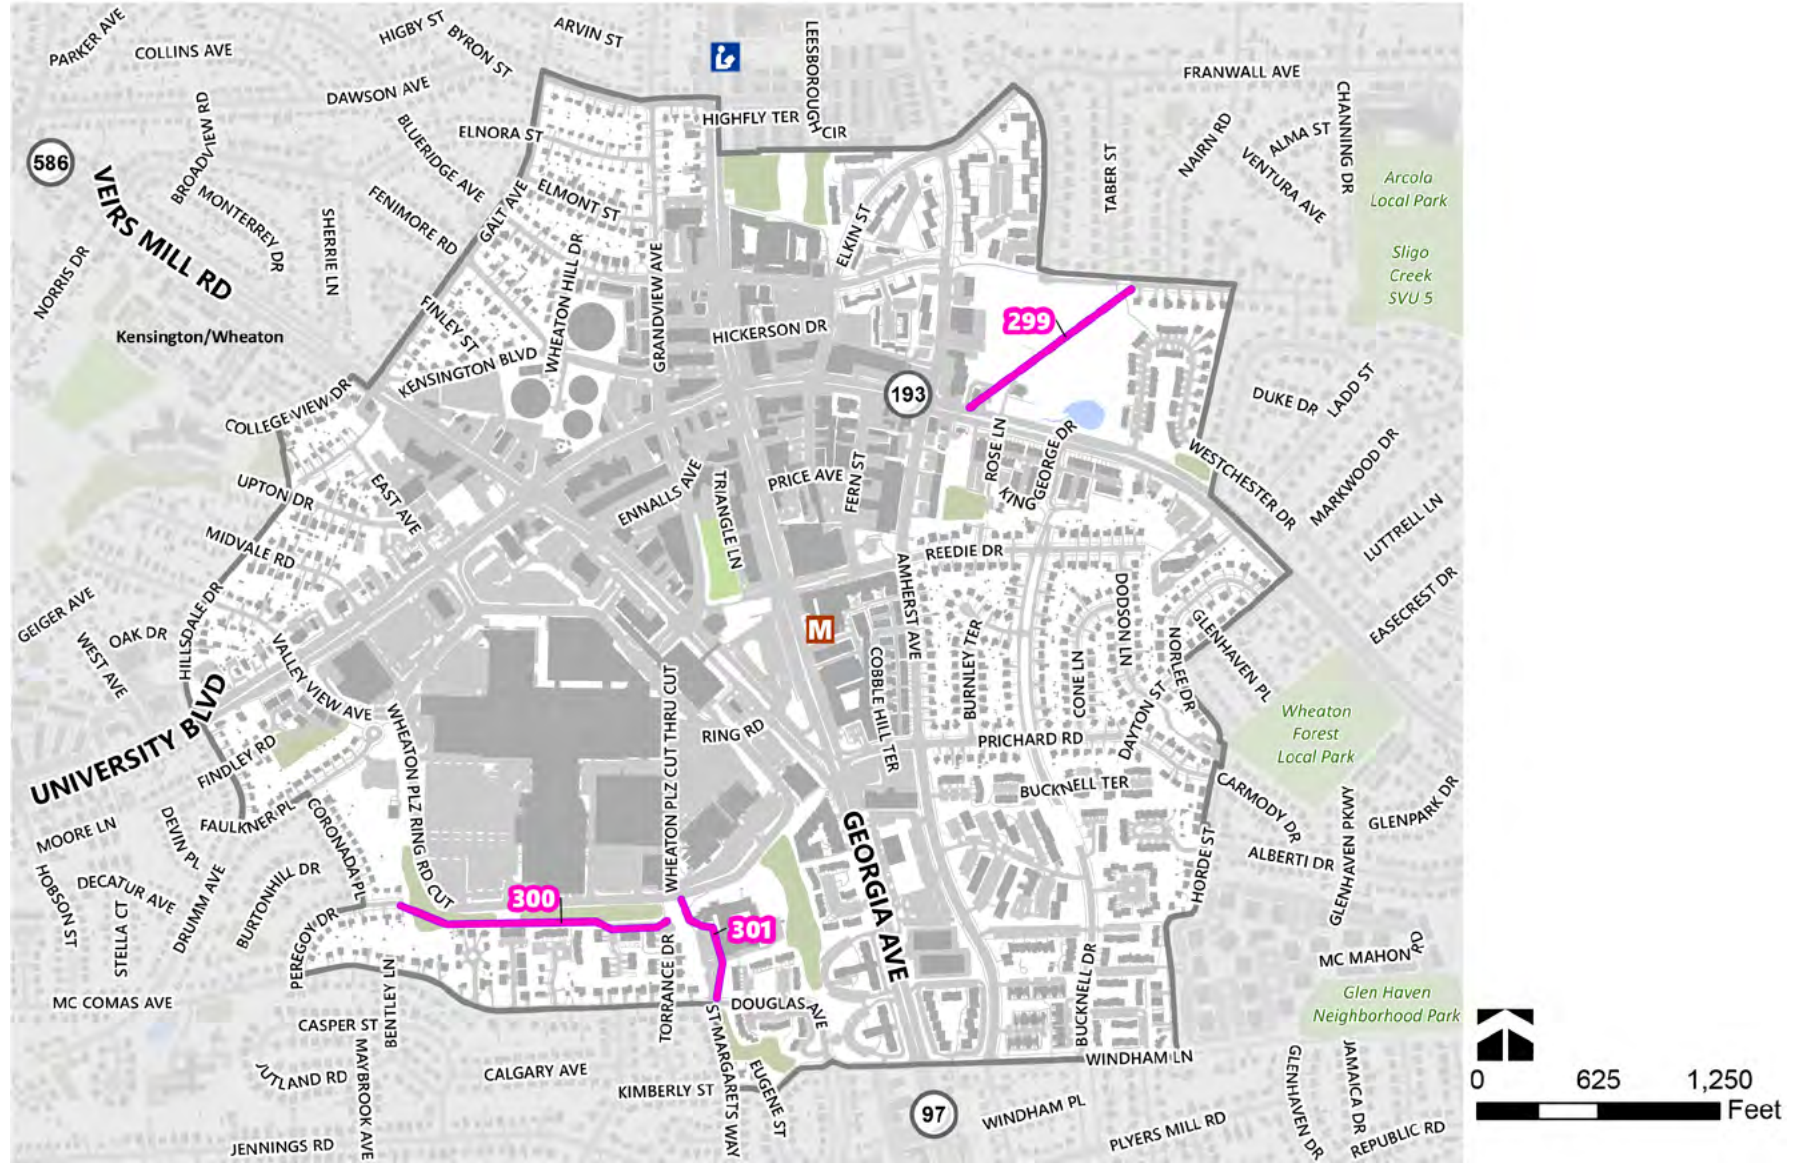 PARKER AVE
COLLINS AVE
HIGBY ST
BYRON ST
ARVIN ST
LEESBOROUGH
CIR
FRANWALL AVE
CHANNING DR
DAWSON AVE
BROADVIEW RD
BLUERIDGE AVE
ELNORA ST
HIGHFLY TER
TABER ST
NAIRN RD
ALMA ST
VENTURA AVE
586
VEIRS MILL RD
MONTERREY DR
SHERRIE LN
FENIMORE RD
GALT AVE
ELMONT ST
ELKIN ST
Arcola
Local Park
Sligo
Creek
SVU 5
NORRIS DR
WHEATON HILL DR
GRANDVIEW AVE
FINLEY ST
HICKERSON DR
299
Kensington/Wheaton
KENSINGTON BLVD
193
COLLEGE VIEW DR
DUKE DR
LADD ST
ROSE LN
KING
GEORGE DR
WESTCHESTER DR
MARKWOOD DR
LUTTRELL LN
UPTON DR
EAST AVE
ENNALLS AVE
TRIANGLE LN
PRICE AVE
FERN ST
MIDVALE RD
REEDIE DR
AMHERST AVE
DODSON LN
EASECREST DR
GEIGER AVE
WEST AVE
OAK DR
HILLSDALE DR
VALLEY VIEW AVE
M
COBBLE HILL TER
BURNLEY TER
CONE LN
NORLEE DR
GLENHAVEN PL
DAYTON ST
Wheaton
Forest
Local Park
UNIVERSITY BLVD
FINDLEY RD
WHEATON PLZ RING RD CUT
WHEATON PLZ CUT THRU CUT
RING RD
PRICHARD RD
BUCKNELL TER
CARMODY DR
GLENHAVEN PKWY
GLENPARK DR
MOORE LN
DEVIN PL
FAULKNER PL
CORONADA PL
GEORGIA AVE
ALBERTI DR
HORDE ST
HOBSON ST
DECATUR AVE
STELLA CT
DRUMM AVE
BURTONHILL DR
300
301
PEREGOY DR
BENTLEY LN
TORRANCE DR
BUCKNELL DR
MC MAHON RD
MC COMAS AVE
DOUGLAS AVE
Glen Haven
Neighborhood Park
CASPER ST
JUTLAND RD
MAYBROOK AVE
CALGARY AVE
KIMBERLY ST
ST MARGARETS WAY
EUGENE ST
WINDHAM LN
97
WINDHAM PL
PLYERS MILL RD
GLENHAVEN DR
JAMAICA DR
REPUBLIC RD
JENNINGS RD
0 625 1,250
Feet